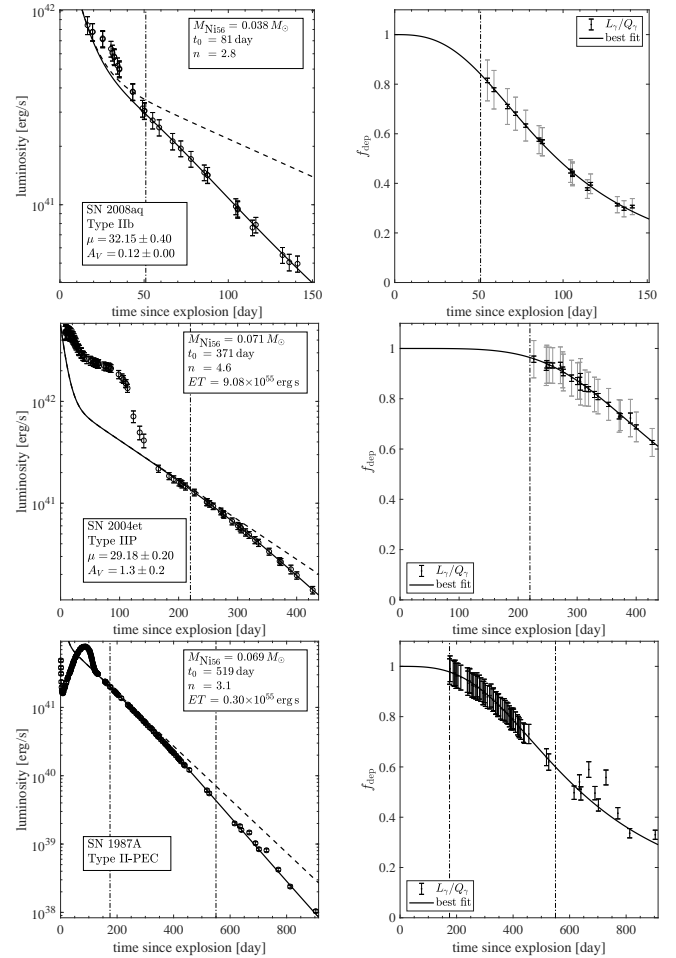 10^42
M_Ni56 = 0.038 M_⊙
t_0 = 81 day
n = 2.8
luminosity [erg/s]
10^41
SN 2008aq
Type IIb
μ = 32.15 ± 0.40
A_V = 0.12 ± 0.00
0 50 100 150
time since explosion [day]
L_γ/Q_γ
best fit
1
0.8
0.6
0.4
0.2
0
f_dep
0 50 100 150
time since explosion [day]
M_Ni56 = 0.071 M_⊙
t_0 = 371 day
n = 4.6
ET = 9.08×10^55 erg s
10^42
10^41
luminosity [erg/s]
SN 2004et
Type IIP
μ = 29.18 ± 0.20
A_V = 1.3 ± 0.2
0 100 200 300 400
time since explosion [day]
1
0.8
0.6
0.4
0.2
0
f_dep
L_γ/Q_γ
best fit
0 100 200 300 400
time since explosion [day]
M_Ni56 = 0.069 M_⊙
t_0 = 519 day
n = 3.1
ET = 0.30×10^55 erg s
10^41
10^40
10^39
10^38
luminosity [erg/s]
SN 1987A
Type II-PEC
0 200 400 600 800
time since explosion [day]
1
0.8
0.6
0.4
0.2
0
f_dep
L_γ/Q_γ
best fit
0 200 400 600 800
time since explosion [day]